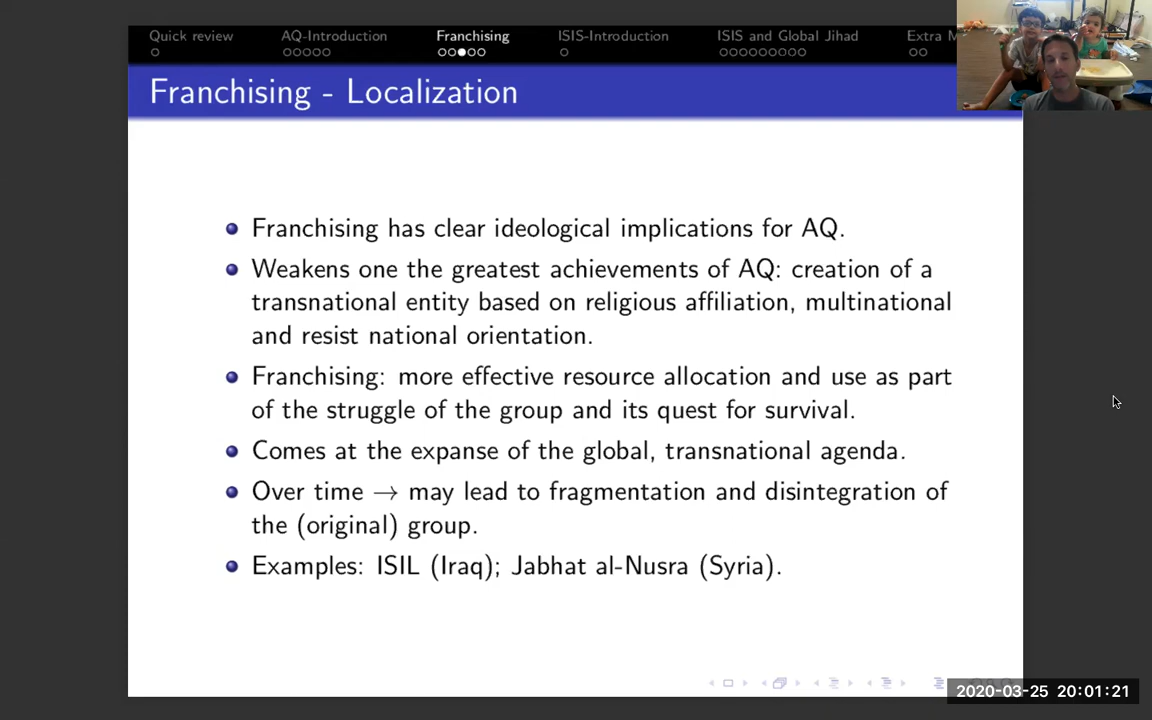 Quick review AQ-Introduction Franchising ISIS-Introduction ISIS and Global Jihad Extra
Franchising - Localization
Franchising has clear ideological implications for AQ.
Weakens one the greatest achievements of AQ: creation of a
transnational entity based on religious affiliation, multinational
and resist national orientation.
Franchising: more effective resource allocation and use as part
of the struggle of the group and its quest for survival.
Comes at the expanse of the global, transnational agenda.
Over time → may lead to fragmentation and disintegration of
the (original) group.
Examples: ISIL (Iraq); Jabhat al-Nusra (Syria).
2020-03-25 20:01:21